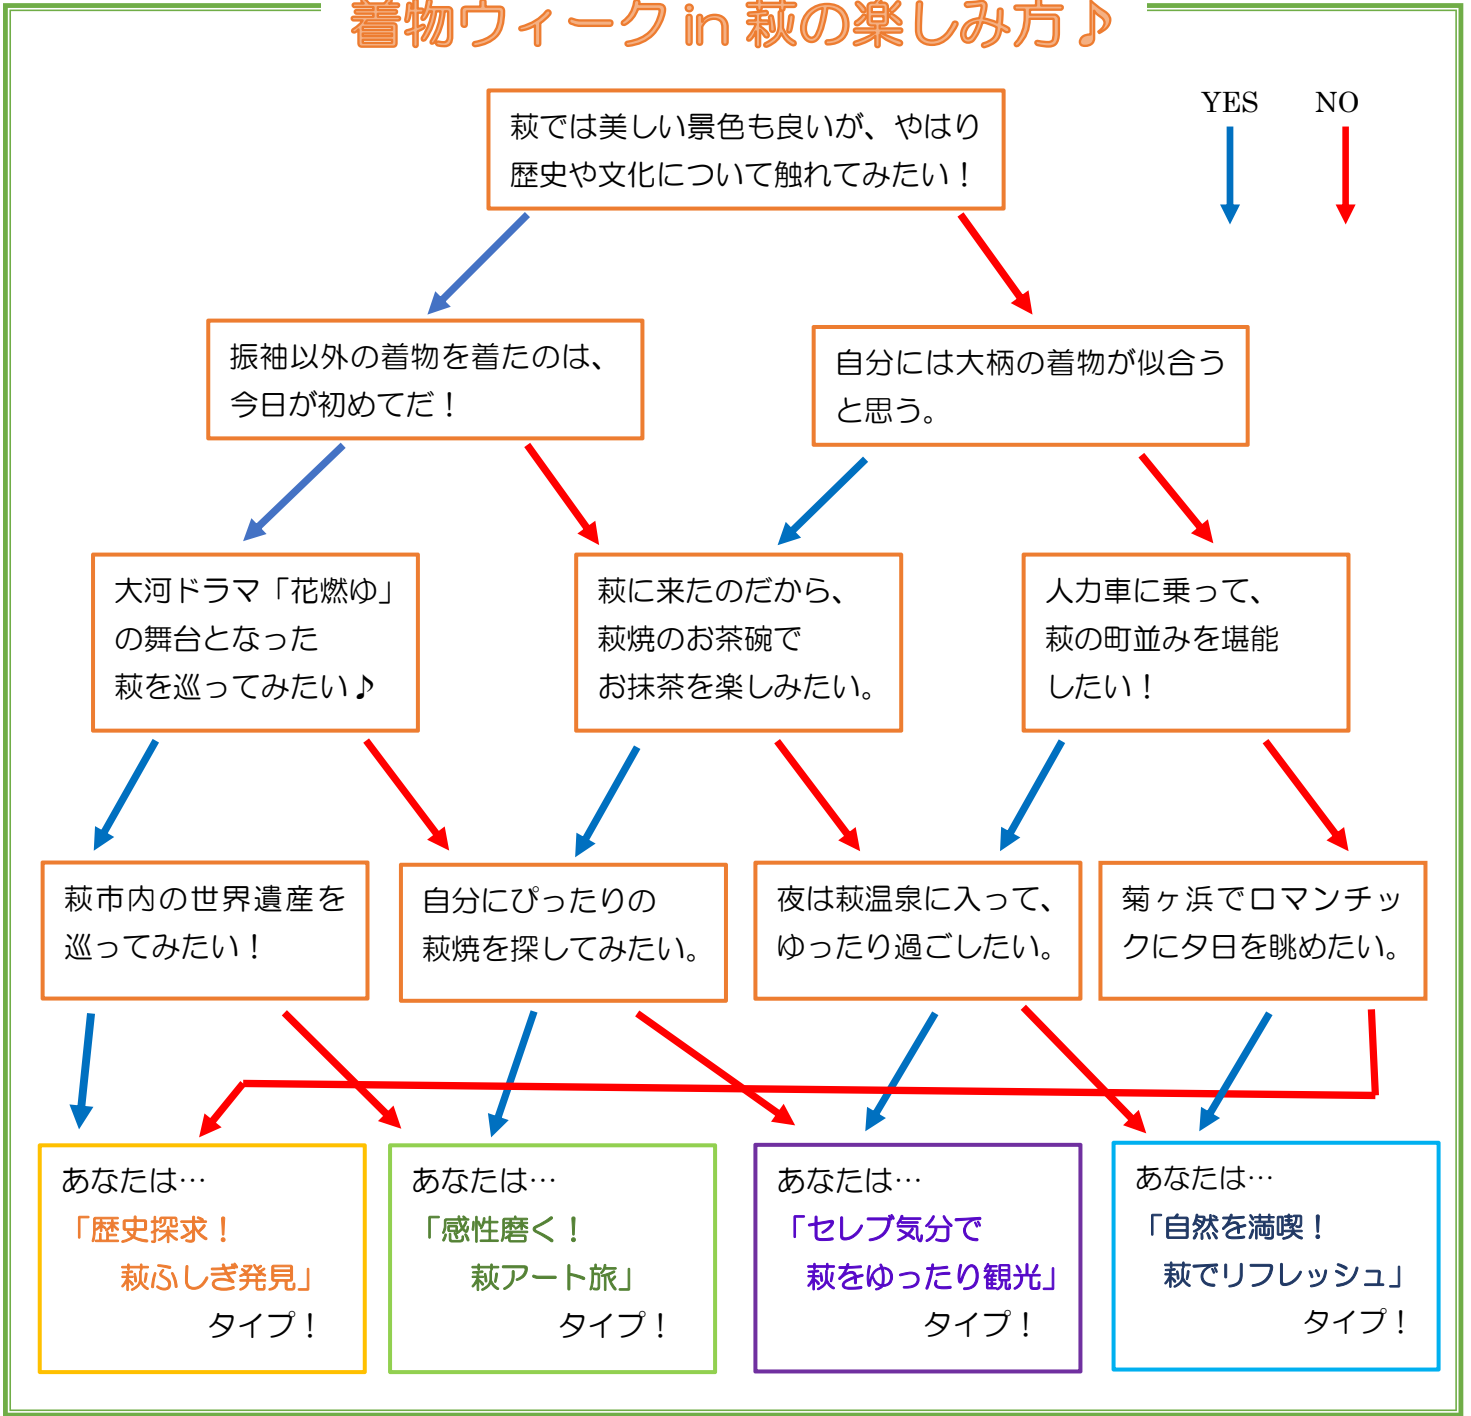 着物ウィーク in 萩の楽しみ方♪
YES NO
萩では美しい景色も良いが、やはり
歴史や文化について触れてみたい！
振袖以外の着物を着たのは、
今日が初めてだ！
自分には大柄の着物が似合う
と思う。
大河ドラマ「花燃ゆ」
の舞台となった
萩を巡ってみたい♪
萩に来たのだから、
萩焼のお茶碗で
お抹茶を楽しみたい。
人力車に乗って、
萩の町並みを堪能
したい！
萩市内の世界遺産を
巡ってみたい！
自分にぴったりの
萩焼を探してみたい。
夜は萩温泉に入って、
ゆったり過ごしたい。
菊ヶ浜でロマンチッ
クに夕日を眺めたい。
あなたは…
「歴史探求！
萩ふしぎ発見」
タイプ！
あなたは…
「感性磨く！
萩アート旅」
タイプ！
あなたは…
「セレブ気分で
萩をゆったり観光」
タイプ！
あなたは…
「自然を満喫！
萩でリフレッシュ」
タイプ！